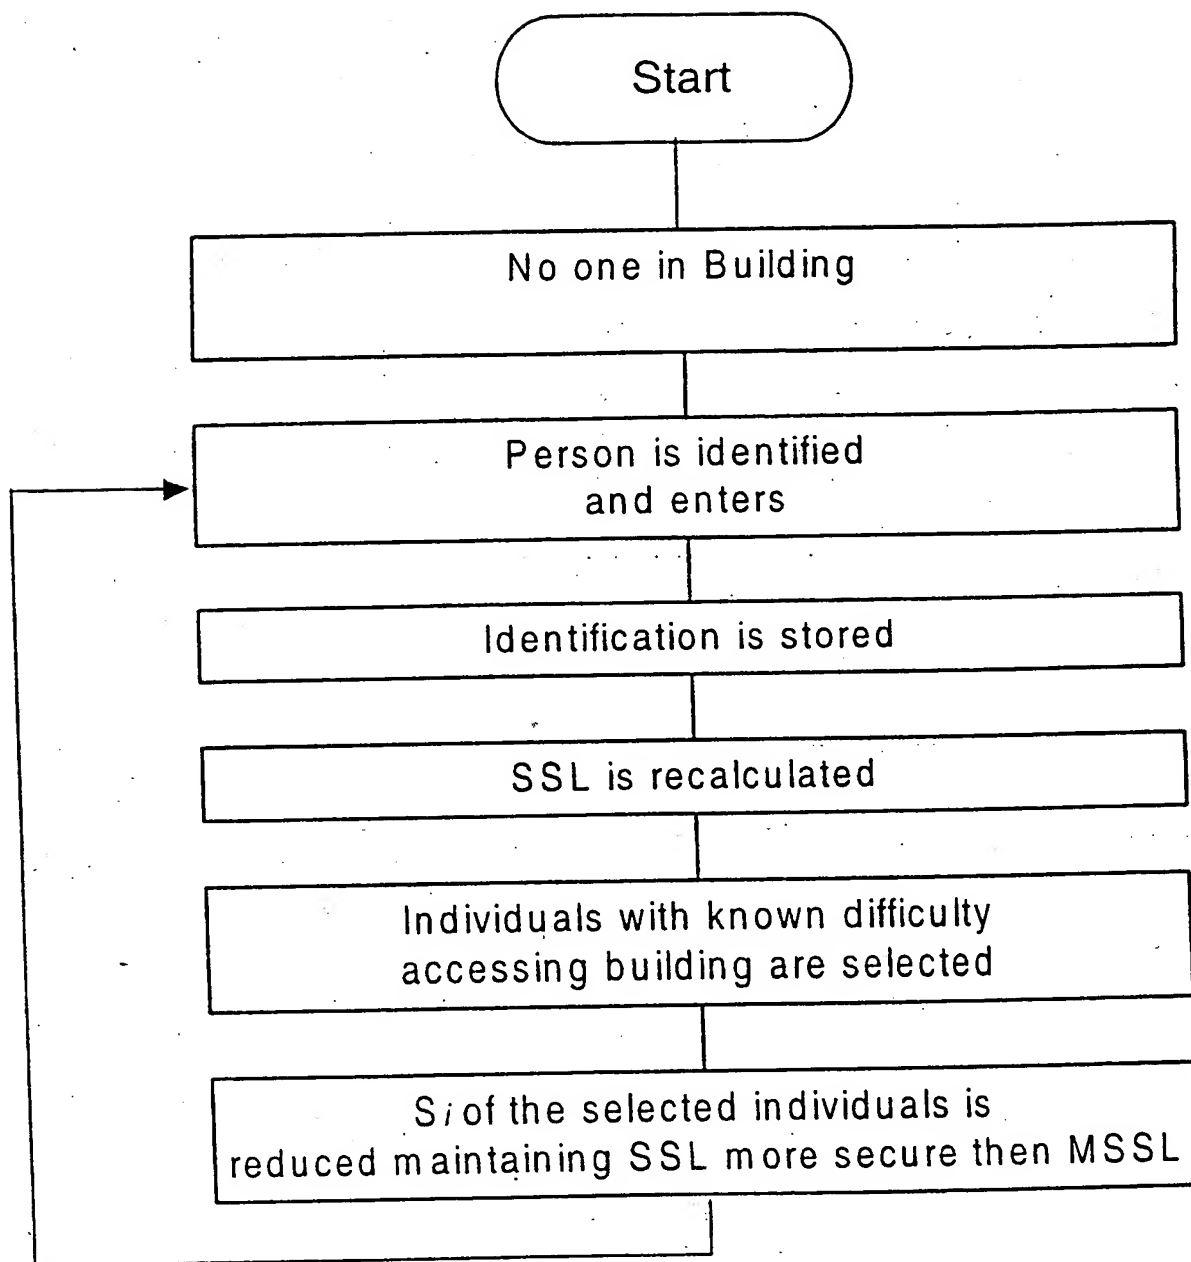 Start
No one in Building
Person is identified
and enters
Identification is stored
SSL is recalculated
Individuals with known difficulty
accessing building are selected
Si of the selected individuals is
reduced maintaining SSL more secure then MSSL